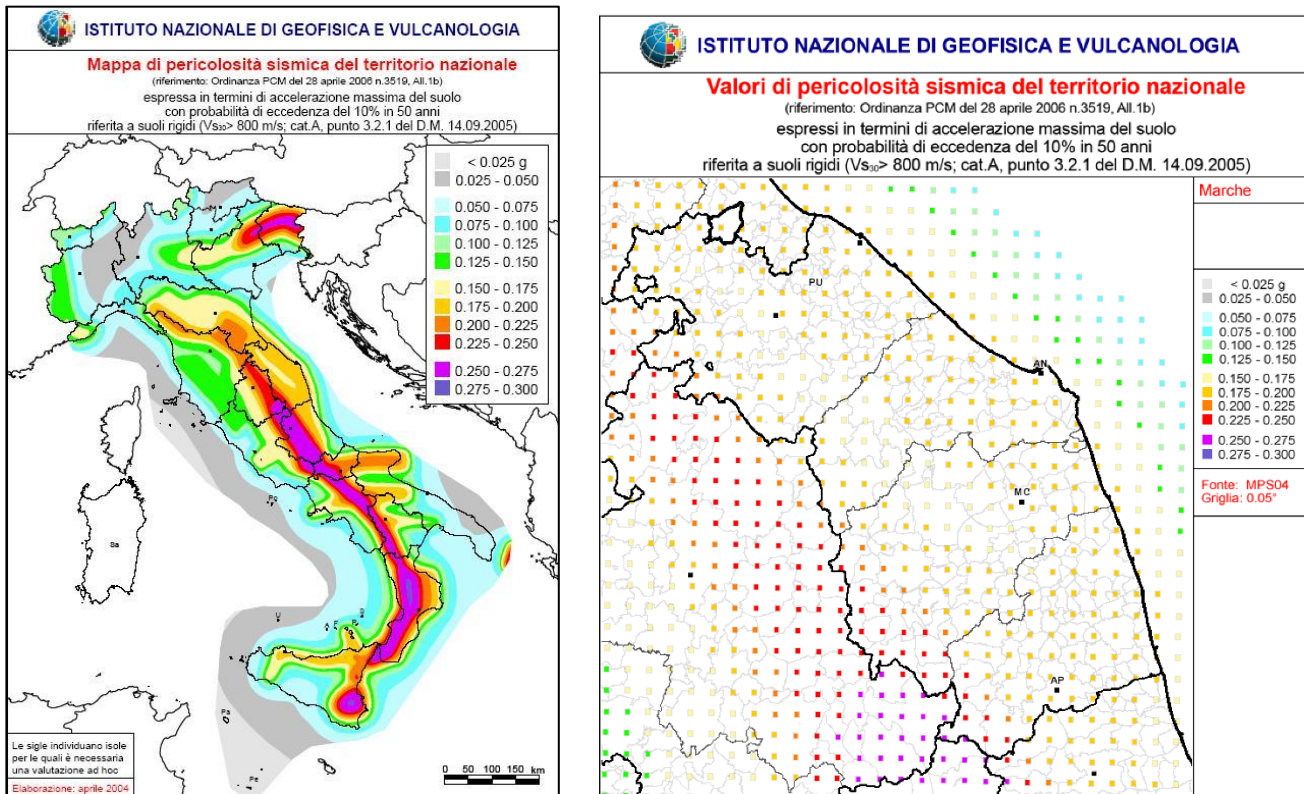 ISTITUTO NAZIONALE DI GEOFISICA E VULCANOLOGIA
Mappa di pericolosità sismica del territorio nazionale
(riferimento: Ordinanza PCM del 28 aprile 2006 n.3519, All.1b)
espressa in termini di accelerazione massima del suolo
con probabilità di eccedenza del 10% in 50 anni
riferita a suoli rigidi (Vs30> 800 m/s; cat.A, punto 3.2.1 del D.M. 14.09.2005)
< 0.025 g
0.025 - 0.050
0.050 - 0.075
0.075 - 0.100
0.100 - 0.125
0.125 - 0.150
0.150 - 0.175
0.175 - 0.200
0.200 - 0.225
0.225 - 0.250
0.250 - 0.275
0.275 - 0.300
Po
Sa
U
A
F
P
Pa
Pe
Le sigle individuano isole
per le quali è necessaria
una valutazione ad hoc
Elaborazione: aprile 2004
0 50 100 150 km
ISTITUTO NAZIONALE DI GEOFISICA E VULCANOLOGIA
Valori di pericolosità sismica del territorio nazionale
(riferimento: Ordinanza PCM del 28 aprile 2006 n.3519, All.1b)
espressi in termini di accelerazione massima del suolo
con probabilità di eccedenza del 10% in 50 anni
riferita a suoli rigidi (Vs30> 800 m/s; cat.A, punto 3.2.1 del D.M. 14.09.2005)
Marche
< 0.025 g
0.025 - 0.050
0.050 - 0.075
0.075 - 0.100
0.100 - 0.125
0.125 - 0.150
0.150 - 0.175
0.175 - 0.200
0.200 - 0.225
0.225 - 0.250
0.250 - 0.275
0.275 - 0.300
Fonte: MPS04
Griglia: 0.05°
PU
AN
MC
AP